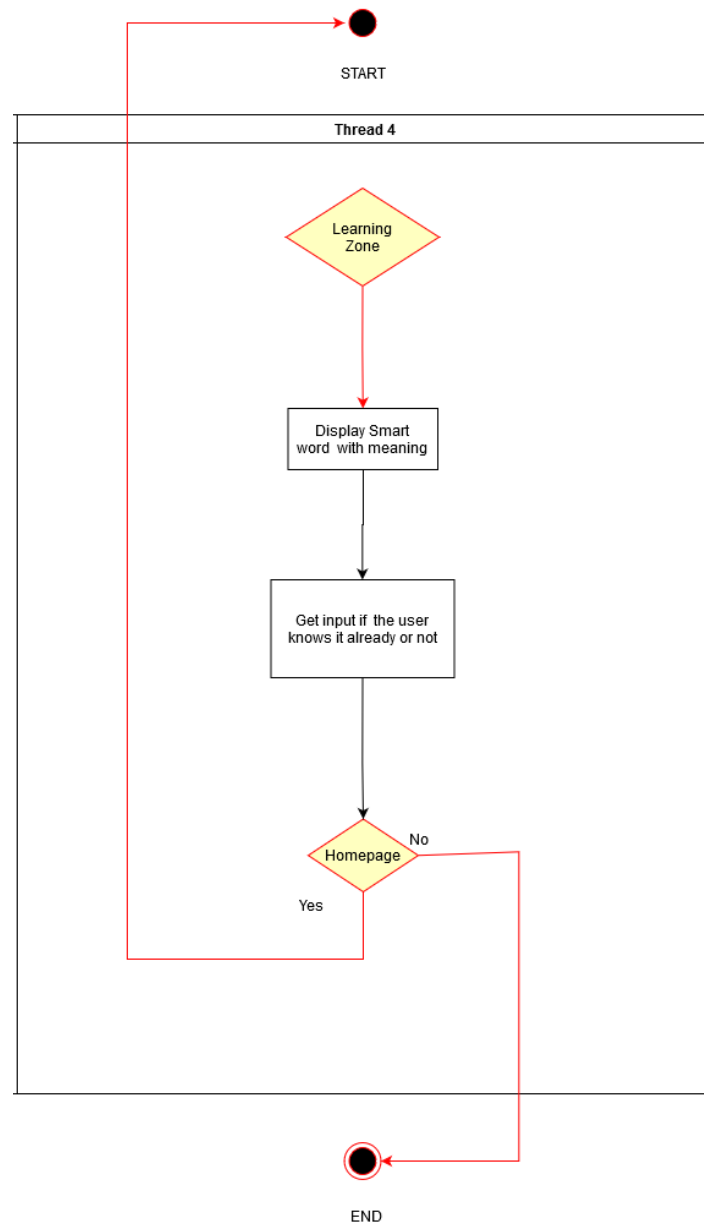 START
Thread 4
Learning
Zone
Display Smart
word with meaning
Get input if the user
knows it already or not
No
Homepage
Yes
END